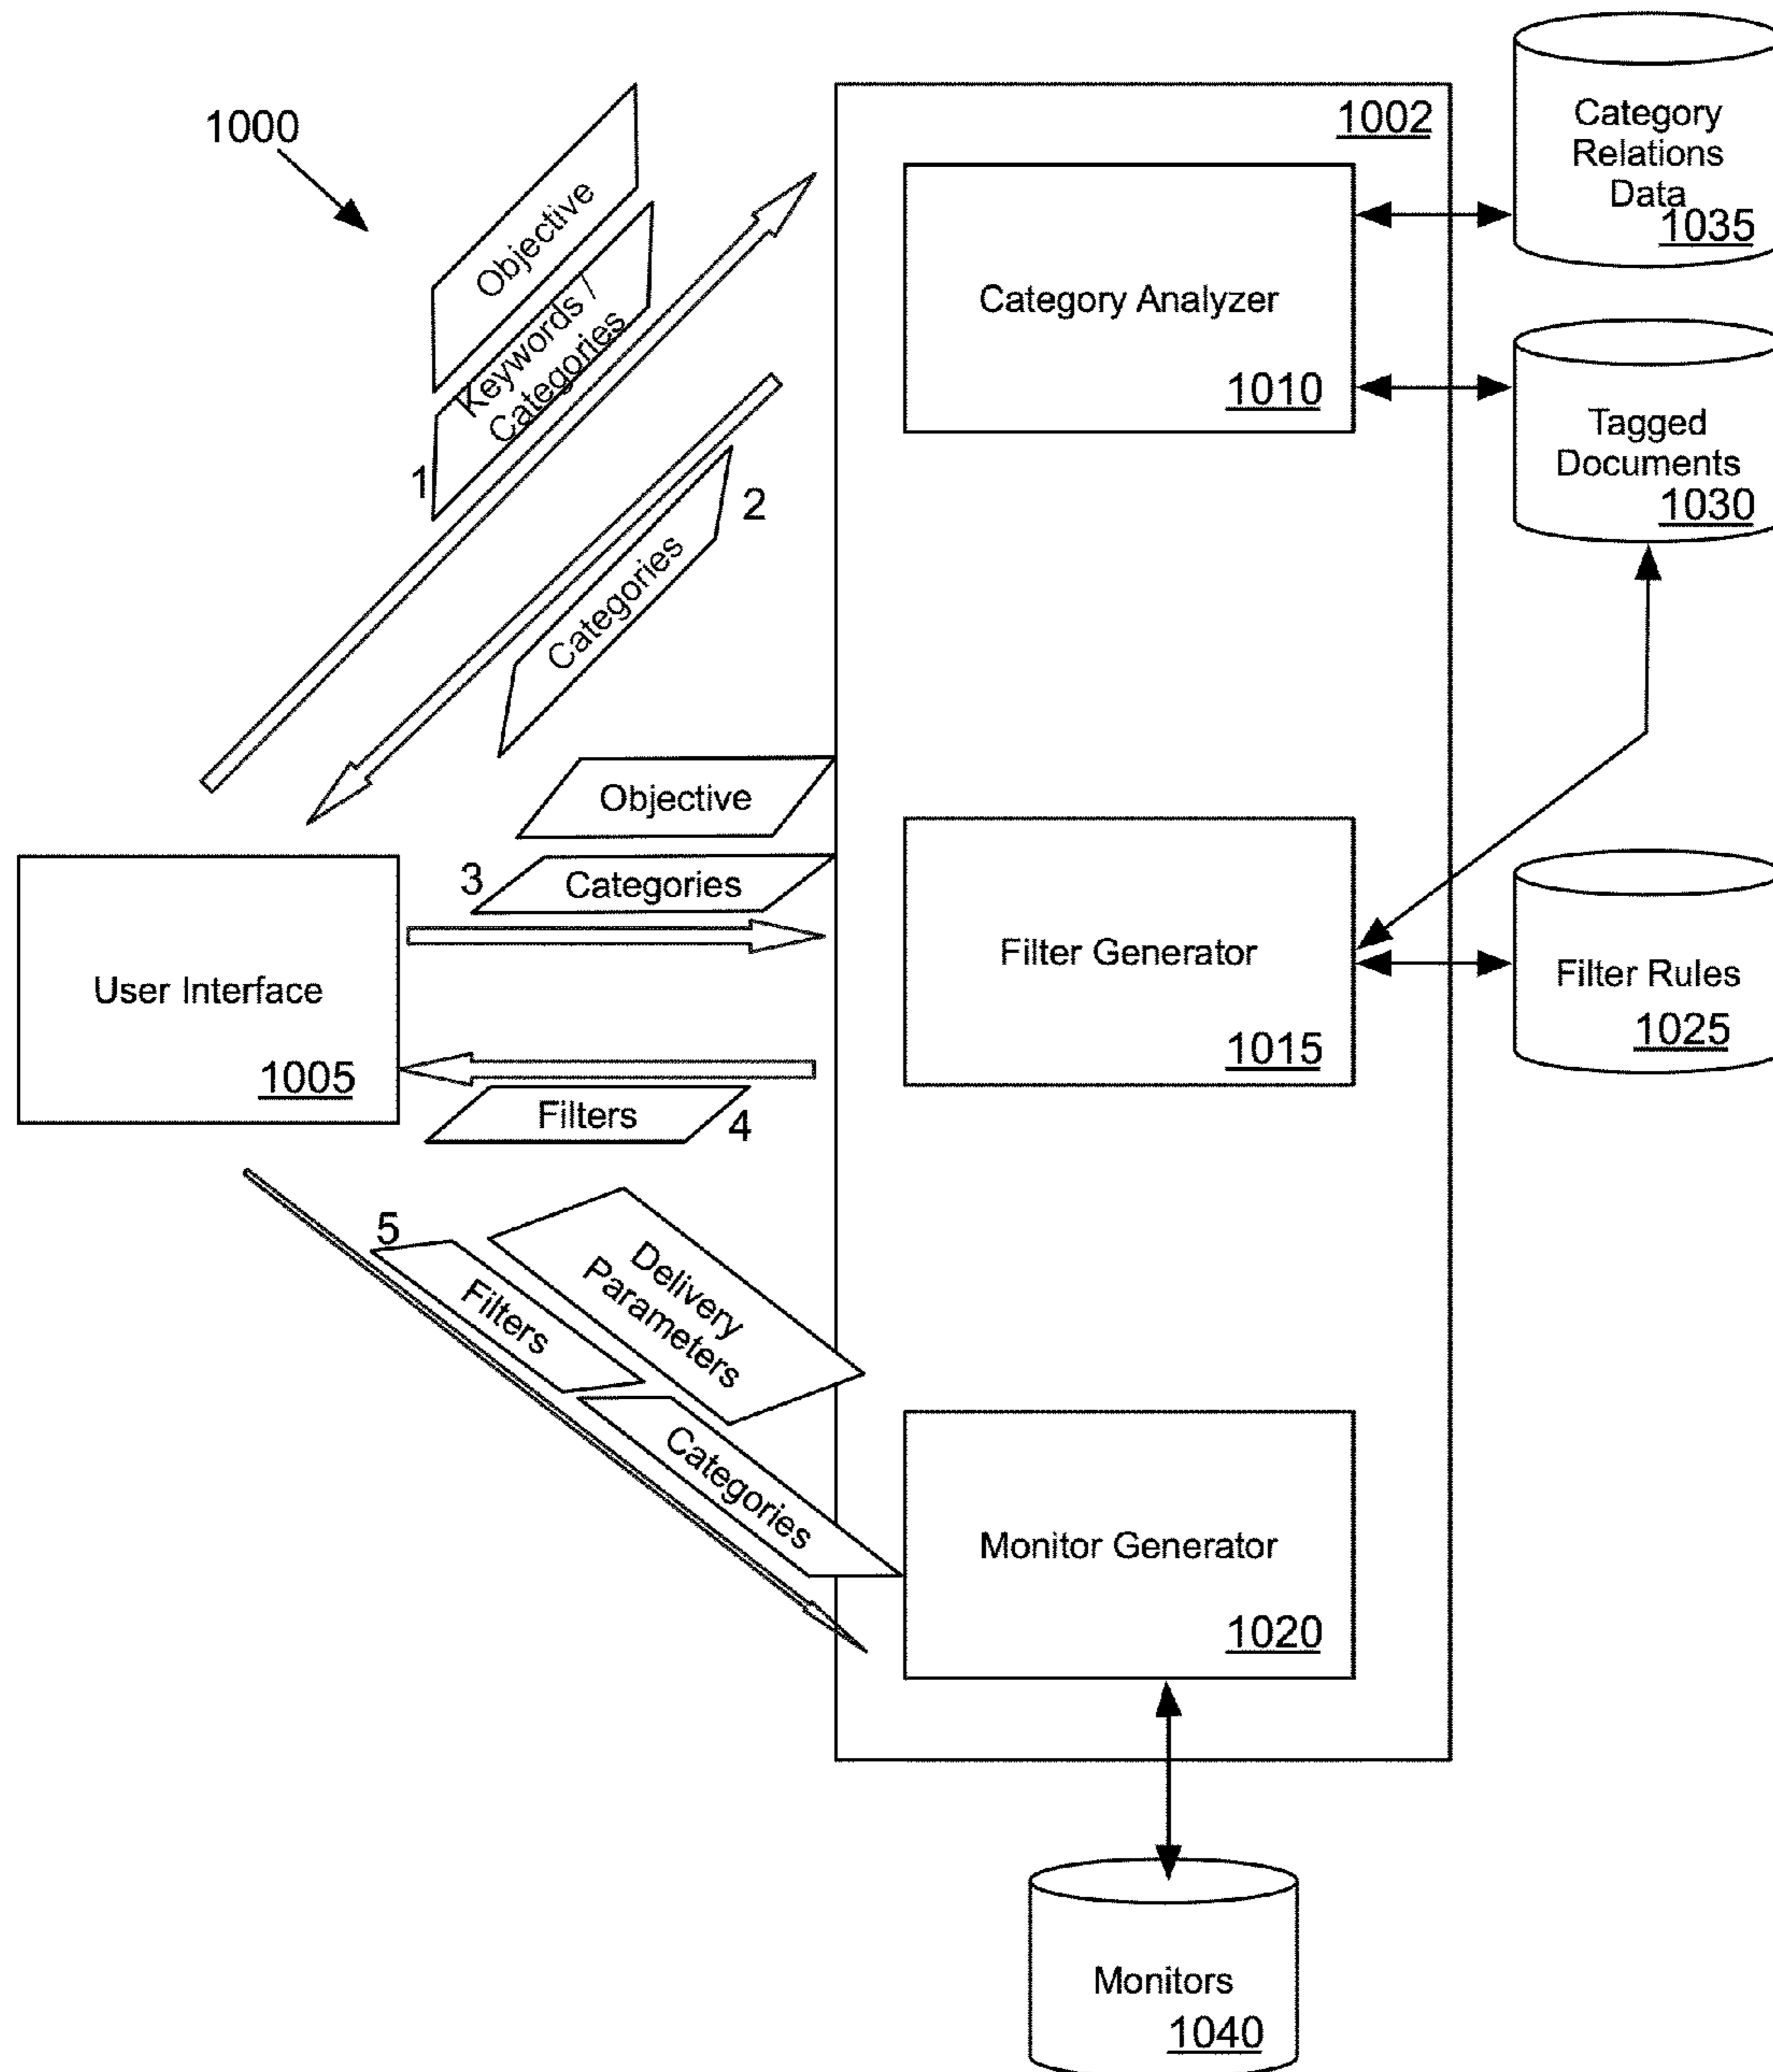 1000
Objective
Keywords /
Categories
1
2
Categories
Objective
3
Categories
User Interface
1005
Filters
4
5
Delivery
Parameters
Filters
Categories
1002
Category Analyzer
1010
Filter Generator
1015
Monitor Generator
1020
Category
Relations
Data
1035
Tagged
Documents
1030
Filter Rules
1025
Monitors
1040